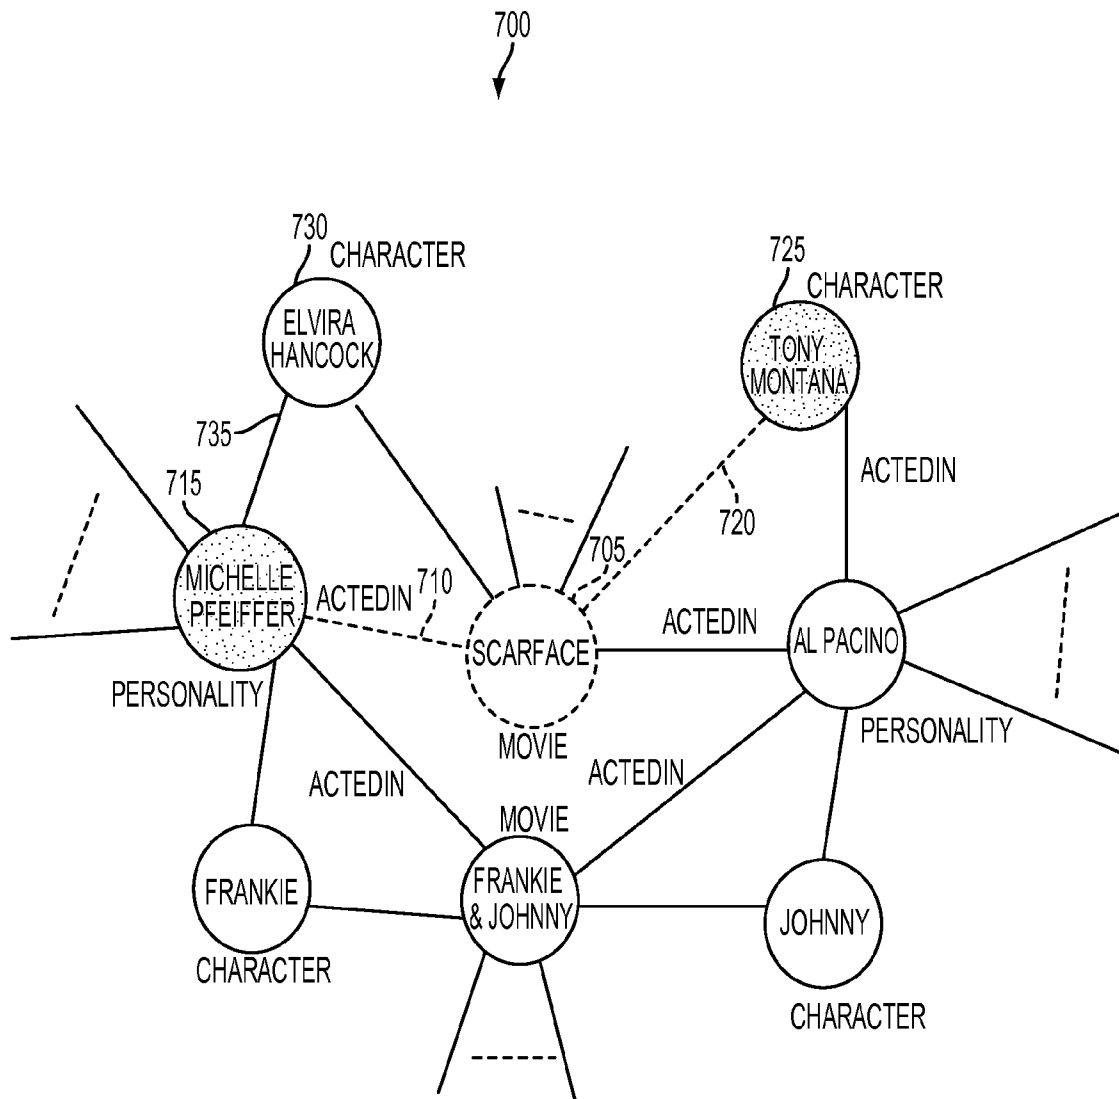 700
730
CHARACTER
725
CHARACTER
ELVIRA
HANCOCK
TONY
MONTANA
735
ACTEDIN
715
720
705
MICHELLE
PFEIFFER
ACTEDIN
710
ACTEDIN
SCARFACE
AL PACINO
PERSONALITY
MOVIE
PERSONALITY
ACTEDIN
ACTEDIN
MOVIE
FRANKIE
FRANKIE
& JOHNNY
JOHNNY
CHARACTER
CHARACTER